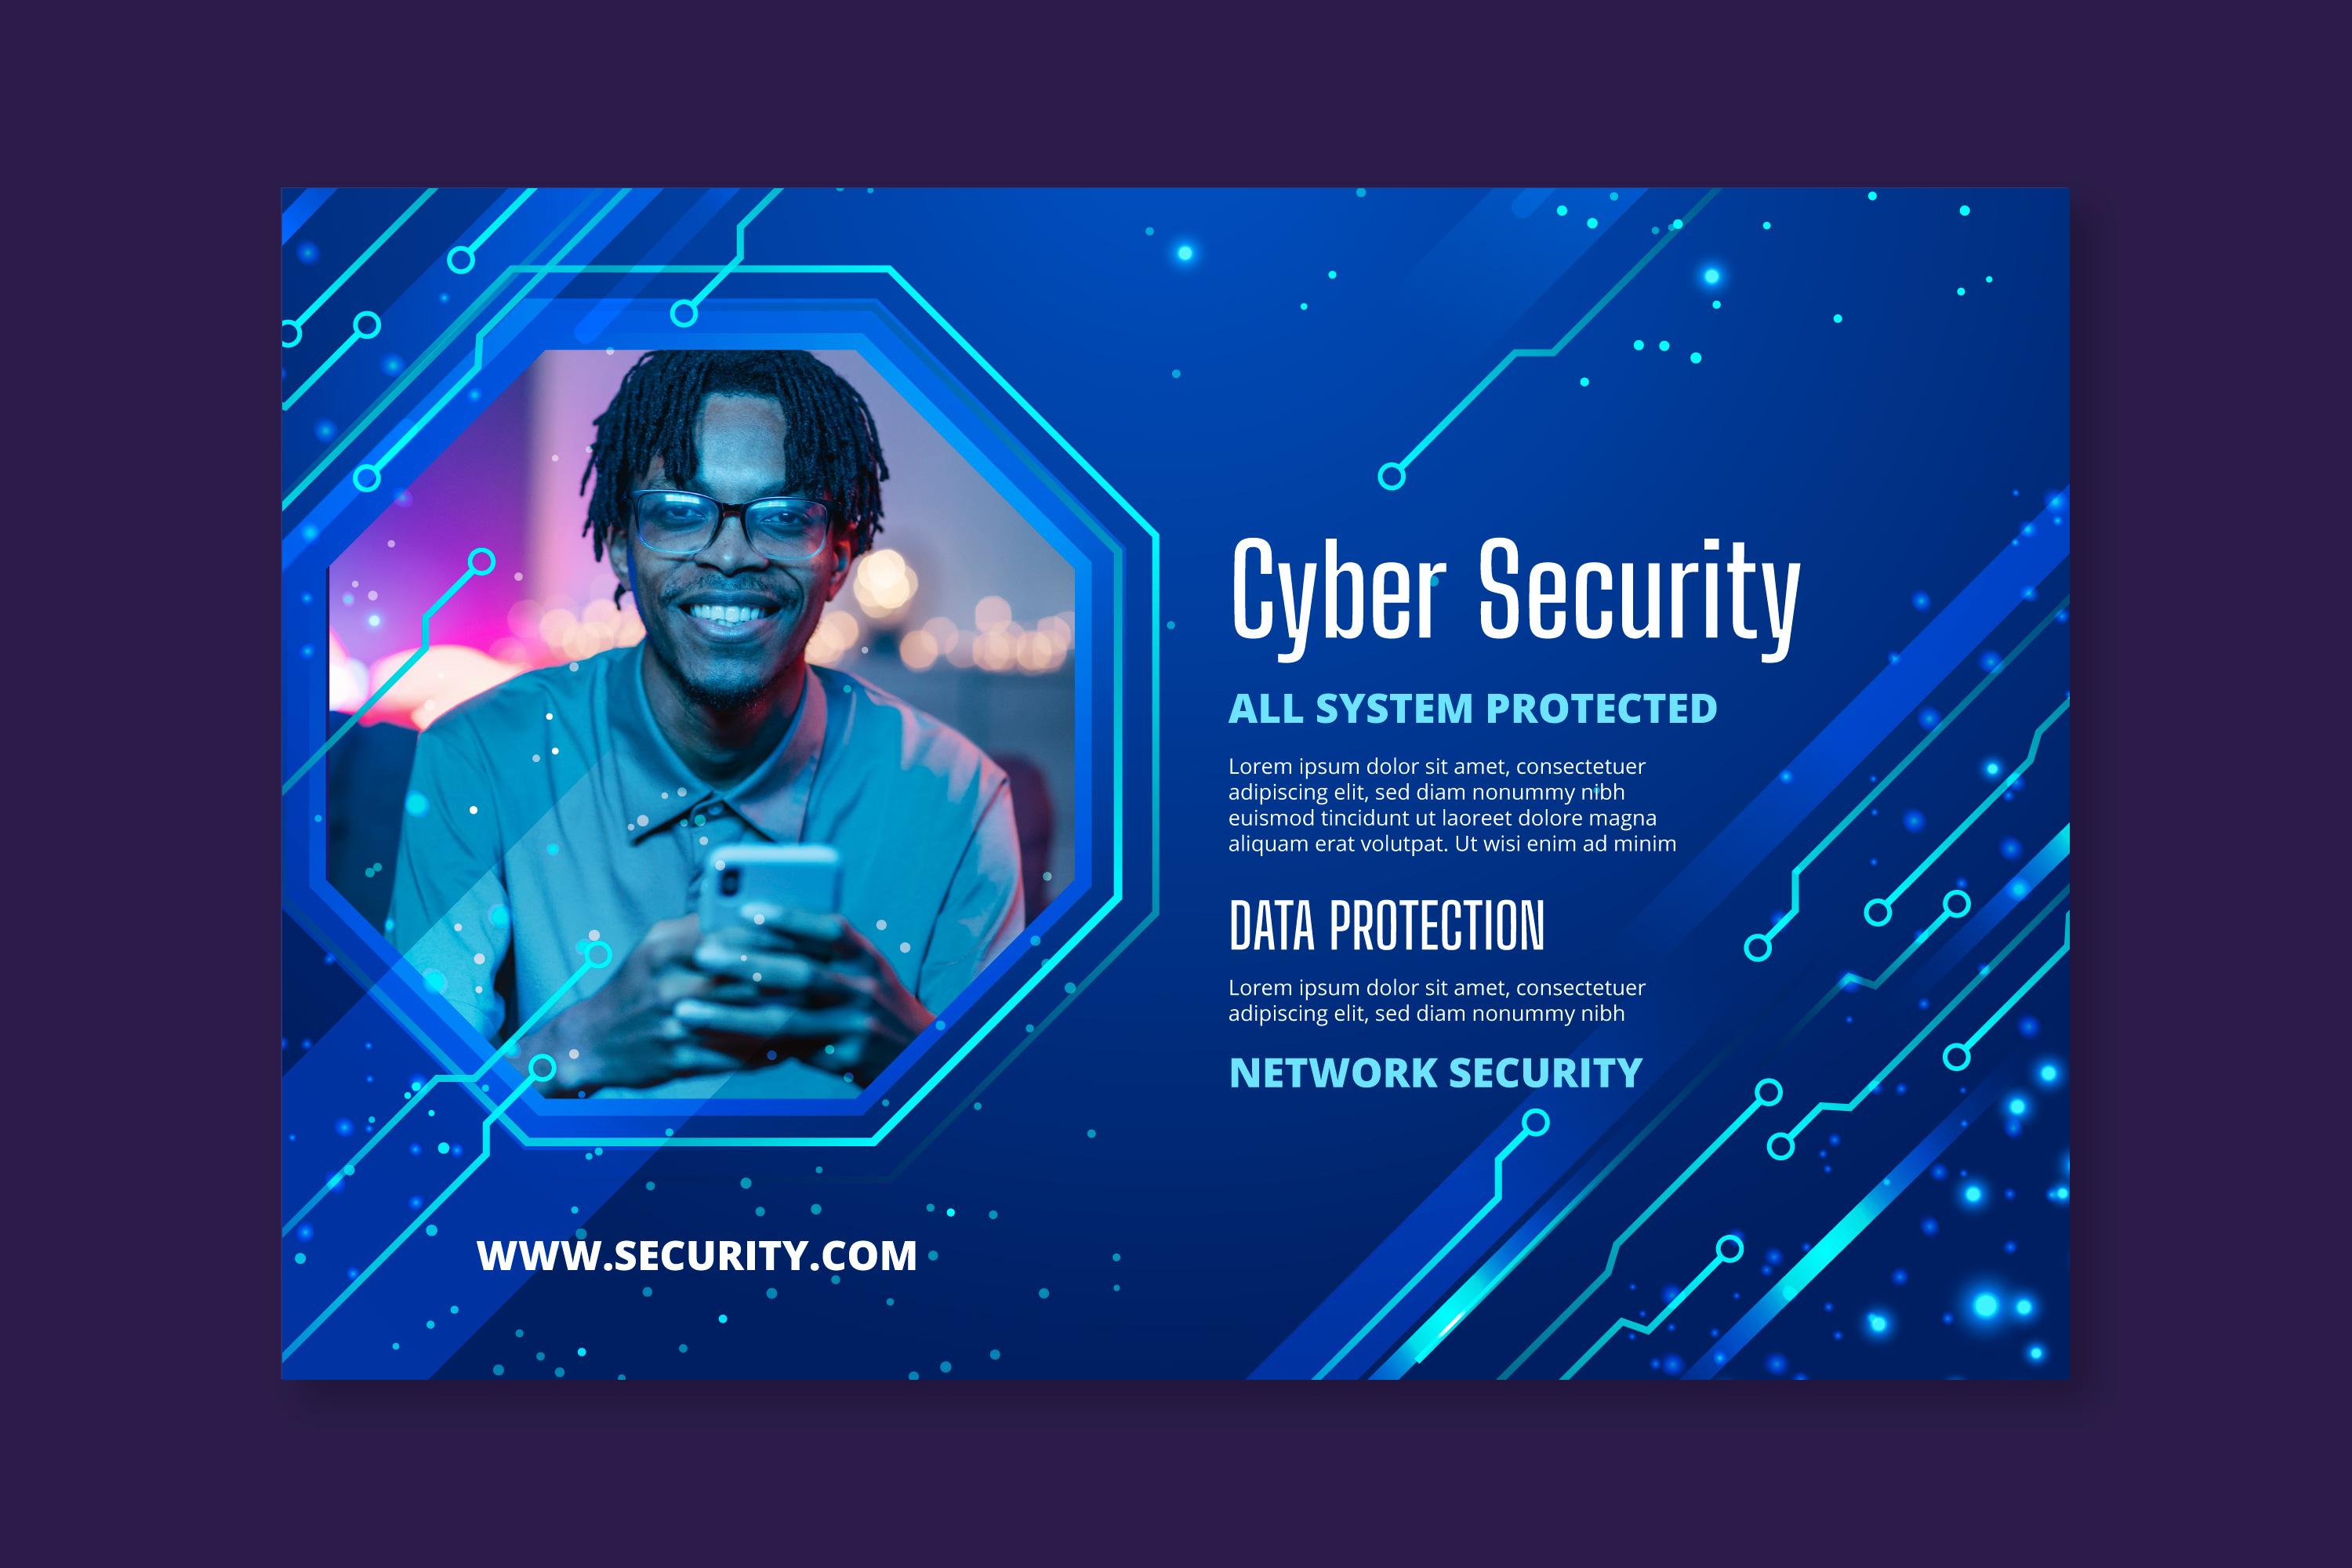 Cyber Security
ALL SYSTEM PROTECTED
Lorem ipsum dolor sit amet, consectetuer
adipiscing elit, sed diam nonummy nibh
euismod tincidunt ut laoreet dolore magna
aliquam erat volutpat. Ut wisi enim ad minim
DATA PROTECTION
Lorem ipsum dolor sit amet, consectetuer
adipiscing elit, sed diam nonummy nibh
NETWORK SECURITY
WWW.SECURITY.COM